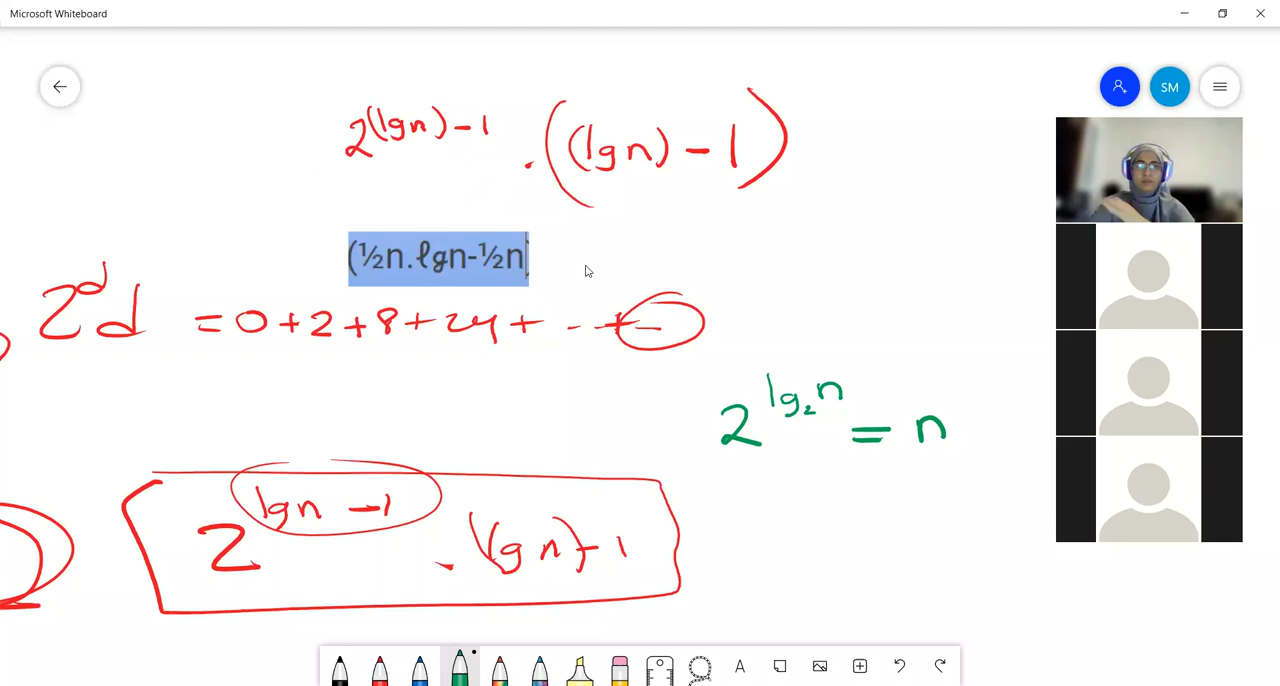 Microsoft Whiteboard
SM
2^(lgn)-1 . ((lgn) - 1)
(½n.lgn-½n)
2^d d = 0+2+8+24+ - - + -
2^lg₂n = n
2^lgn-1 . (lgn)-1
A